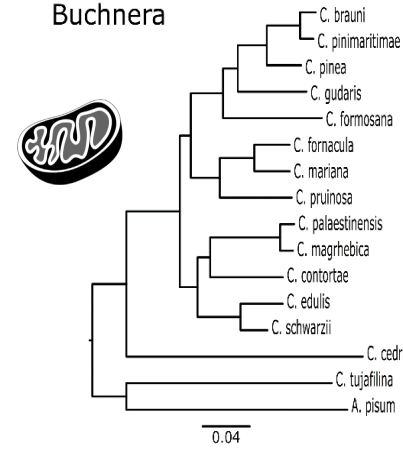 Buchnera
C. brauni
C. pinimaritimae
C. pinea
C. gudaris
C. formosana
C. fornacula
C. mariana
C. pruinosa
C. palaestinensis
C. magrhebica
C. contortae
C. edulis
C. schwarzii
C. cedr
C. tujafilina
A. pisum
0.04